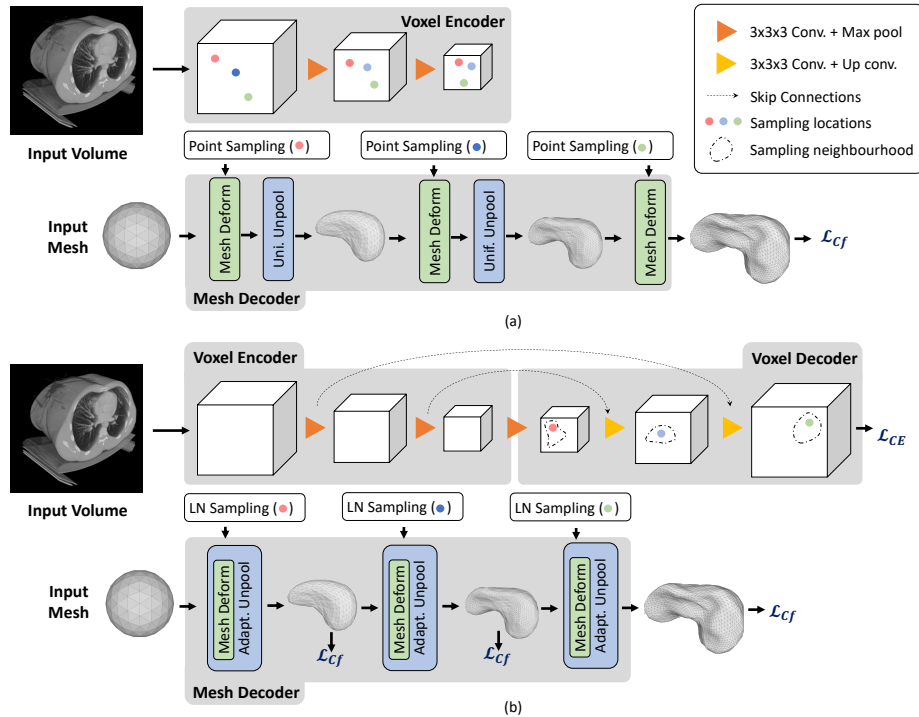 Voxel Encoder
Input Volume
3x3x3 Conv. + Max pool
3x3x3 Conv. + Up conv.
Skip Connections
Sampling locations
Sampling neighbourhood
Point Sampling ( )
Point Sampling ( )
Point Sampling ( )
Input
Mesh
Mesh Deform
Uni. Unpool
Mesh Deform
Unif. Unpool
Mesh Deform
ℒCf
Mesh Decoder
(a)
Voxel Encoder
Voxel Decoder
ℒCE
Input Volume
LN Sampling ( )
LN Sampling ( )
LN Sampling ( )
Input
Mesh
Mesh Deform
Adapt. Unpool
Mesh Deform
Adapt. Unpool
Mesh Deform
Adapt. Unpool
ℒCf
ℒCf
ℒCf
Mesh Decoder
(b)